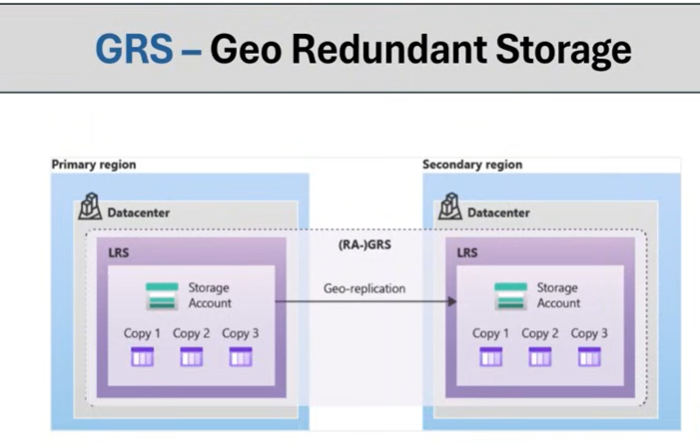 GRS – Geo Redundant Storage
Primary region
Secondary region
Datacenter
Datacenter
(RA-)GRS
LRS
LRS
Storage
Account
Geo-replication
Storage
Account
Copy 1 Copy 2 Copy 3
Copy 1 Copy 2 Copy 3